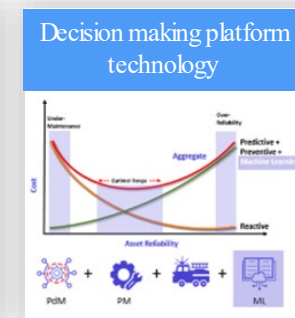 Decision making platform
technology
Under-
Maintenance
Over-
Reliability
Predictive +
Preventive +
Machine Learning
Aggregate
Optimal Range
Cost
Reactive
Asset Reliability
PdM + PM + + ML